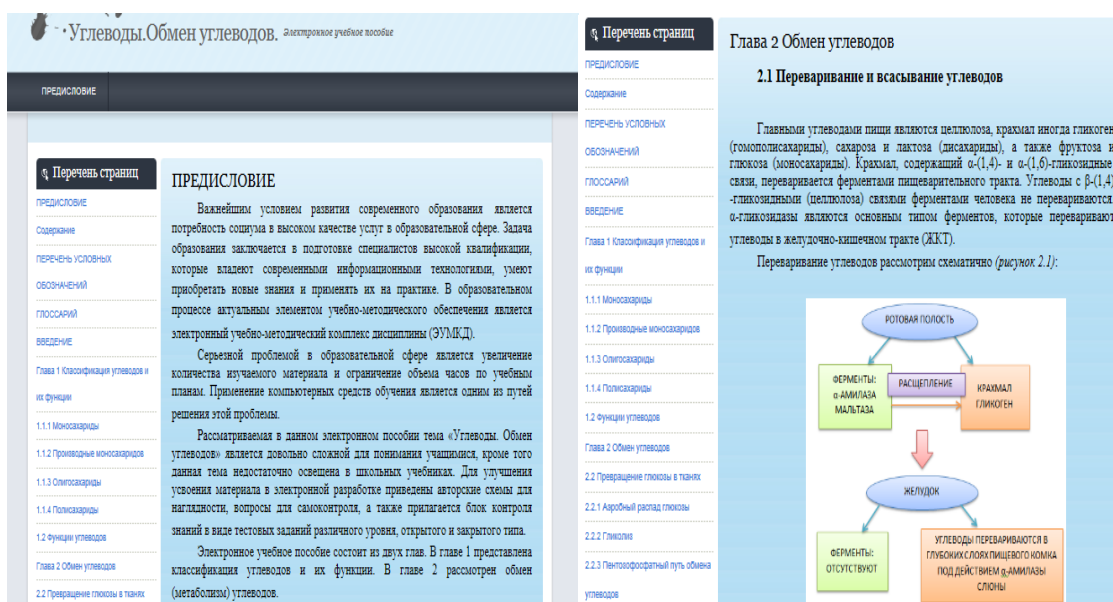 Углеводы.Обмен углеводов. Электронное учебное пособие
ПРЕДИСЛОВИЕ
Перечень страниц
ПРЕДИСЛОВИЕ
Содержание
ПЕРЕЧЕНЬ УСЛОВНЫХ
ОБОЗНАЧЕНИЙ
ГЛОССАРИЙ
ВВЕДЕНИЕ
Глава 1 Классификация углеводов и
их функции
1.1.1 Моносахариды
1.1.2 Производные моносахаридов
1.1.3 Олигосахариды
1.1.4 Полисахариды
1.2 Функции углеводов
Глава 2 Обмен углеводов
2.2 Превращение глюкозы в тканях
ПРЕДИСЛОВИЕ
Важнейшим условием развития современного образования является
потребность социума в высоком качестве услуг в образовательной сфере. Задача
образования заключается в подготовке специалистов высокой квалификации,
которые владеют современными информационными технологиями, умеют
приобретать новые знания и применять их на практике. В образовательном
процессе актуальным элементом учебно-методического обеспечения является
электронный учебно-методический комплекс дисциплины (ЭУМКД).
Серьезной проблемой в образовательной сфере является увеличение
количества изучаемого материала и ограничение объема часов по учебным
планам. Применение компьютерных средств обучения является одним из путей
решения этой проблемы.
Рассматриваемая в данном электронном пособии тема «Углеводы. Обмен
углеводов» является довольно сложной для понимания учащимися, кроме того
данная тема недостаточно освещена в школьных учебниках. Для улучшения
усвоения материала в электронной разработке приведены авторские схемы для
наглядности, вопросы для самоконтроля, а также прилагается блок контроля
знаний в виде тестовых заданий различного уровня, открытого и закрытого типа.
Электронное учебное пособие состоит из двух глав. В главе 1 представлена
классификация углеводов и их функции. В главе 2 рассмотрен обмен
(метаболизм) углеводов.
Перечень страниц
ПРЕДИСЛОВИЕ
Содержание
ПЕРЕЧЕНЬ УСЛОВНЫХ
ОБОЗНАЧЕНИЙ
ГЛОССАРИЙ
ВВЕДЕНИЕ
Глава 1 Классификация углеводов и
их функции
1.1.1 Моносахариды
1.1.2 Производные моносахаридов
1.1.3 Олигосахариды
1.1.4 Полисахариды
1.2 Функции углеводов
Глава 2 Обмен углеводов
2.2 Превращение глюкозы в тканях
2.2.1 Аэробный распад глюкозы
2.2.2 Гликолиз
2.2.3 Пентозофосфатный путь обмена
углеводов
Глава 2 Обмен углеводов
2.1 Переваривание и всасывание углеводов
Главными углеводами пищи являются целлюлоза, крахмал иногда гликоген
(гомополисахариды), сахароза и лактоза (дисахариды), а также фруктоза и
глюкоза (моносахариды). Крахмал, содержащий α-(1,4)- и α-(1,6)-гликозидные
связи, переваривается ферментами пищеварительного тракта. Углеводы с β-(1,4)
-гликозидными (целлюлоза) связями ферментами человека не перевариваются.
α-гликозидазы являются основным типом ферментов, которые переваривают
углеводы в желудочно-кишечном тракте (ЖКТ).
Переваривание углеводов рассмотрим схематично (рисунок 2.1):
РОТОВАЯ ПОЛОСТЬ
ФЕРМЕНТЫ:
α-АМИЛАЗА
МАЛЬТАЗА
РАСЩЕПЛЕНИЕ
КРАХМАЛ
ГЛИКОГЕН
ЖЕЛУДОК
ФЕРМЕНТЫ:
ОТСУТСТВУЮТ
УГЛЕВОДЫ ПЕРЕВАРИВАЮТСЯ В
ГЛУБОКИХ СЛОЯХ ПИЩЕВОГО КОМКА
ПОД ДЕЙСТВИЕМ α-АМИЛАЗЫ
СЛЮНЫ